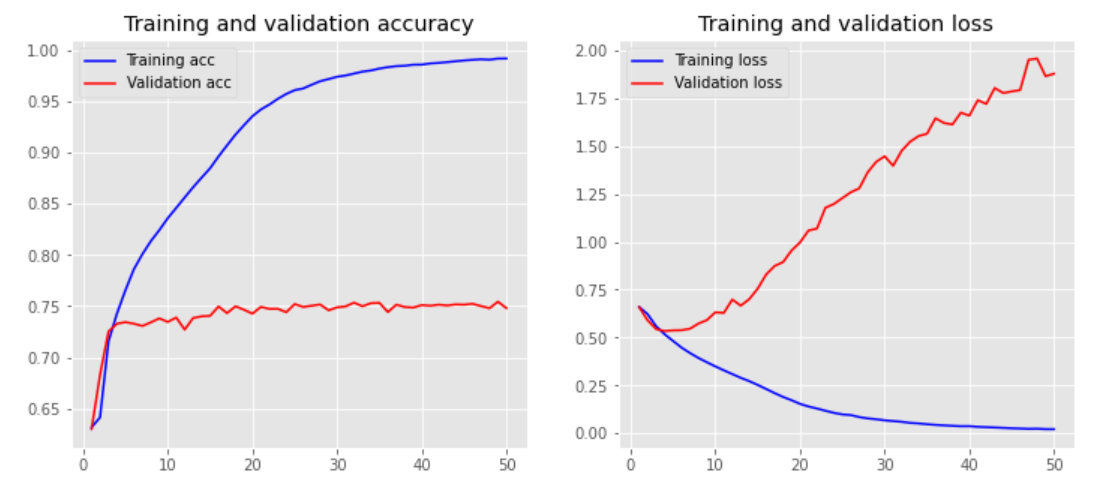 Training and validation accuracy
1.00
0.95
0.90
0.85
0.80
0.75
0.70
0.65
Training acc
Validation acc
0 10 20 30 40 50
Training and validation loss
2.00
1.75
1.50
1.25
1.00
0.75
0.50
0.25
0.00
Training loss
Validation loss
0 10 20 30 40 50